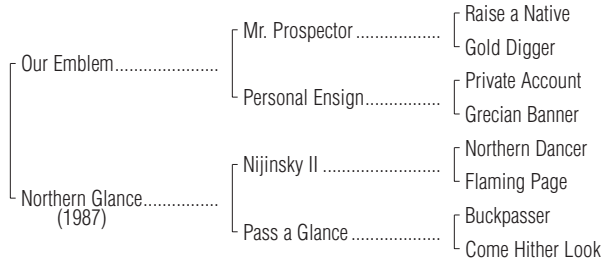 Raise a Native
Mr. Prospector ..................
Gold Digger
Our Emblem......................
Private Account
Personal Ensign................
Grecian Banner
Northern Dancer
Nijinsky II .........................
Flaming Page
Northern Glance................
(1987)
Buckpasser
Pass a Glance ...................
Come Hither Look